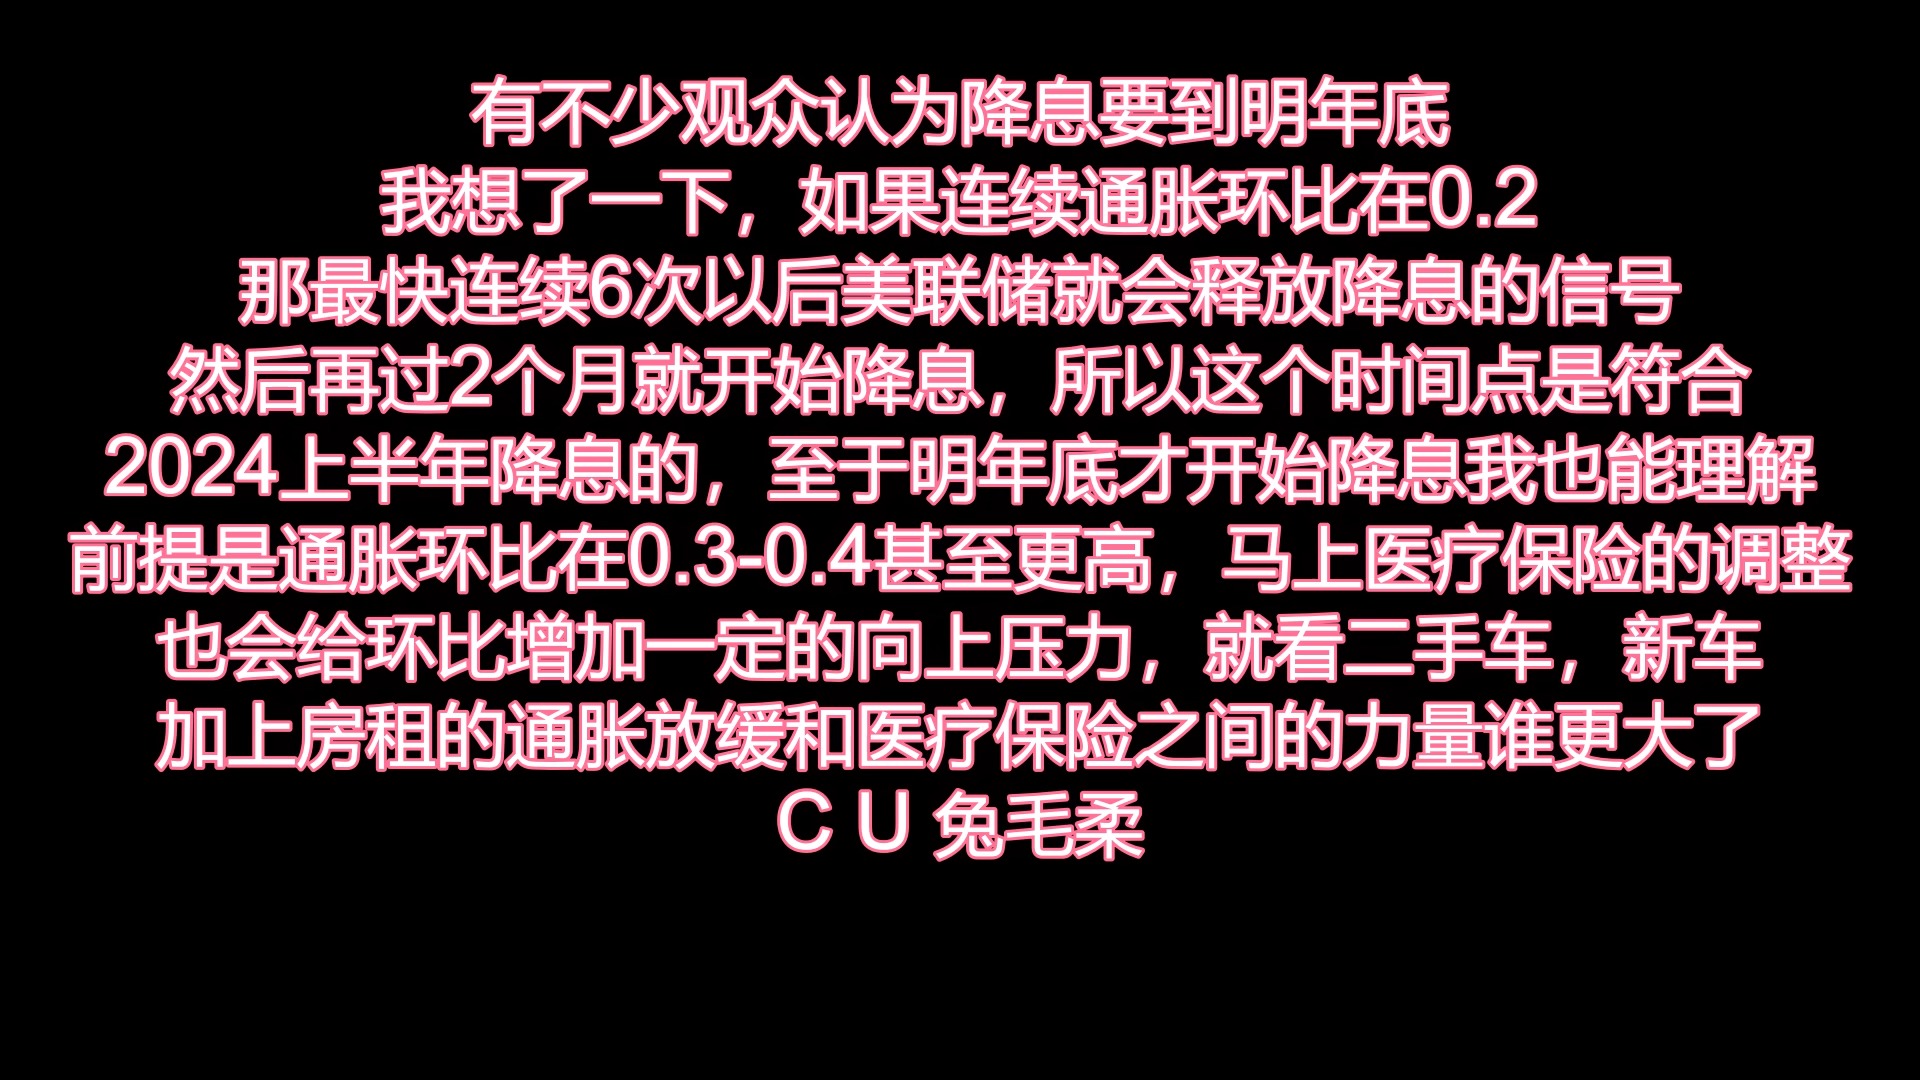 有不少观众认为降息要到明年底
我想了一下，如果连续通胀环比在0.2
那最快连续6次以后美联储就会释放降息的信号
然后再过2个月就开始降息，所以这个时间点是符合
2024上半年降息的，至于明年底才开始降息我也能理解
前提是通胀环比在0.3-0.4甚至更高，马上医疗保险的调整
也会给环比增加一定的向上压力，就看二手车，新车
加上房租的通胀放缓和医疗保险之间的力量谁更大了
C U 兔毛柔